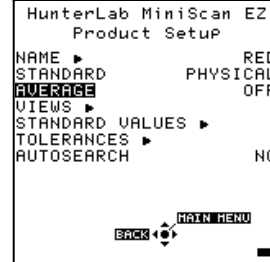 HunterLab MiniScan EZ
Product Setup
NAME ► RED
STANDARD PHYSICAL
AVERAGE OFF
VIEWS ►
STANDARD VALUES ►
TOLERANCES ►
AUTOSEARCH NO
MAIN MENU
BACK